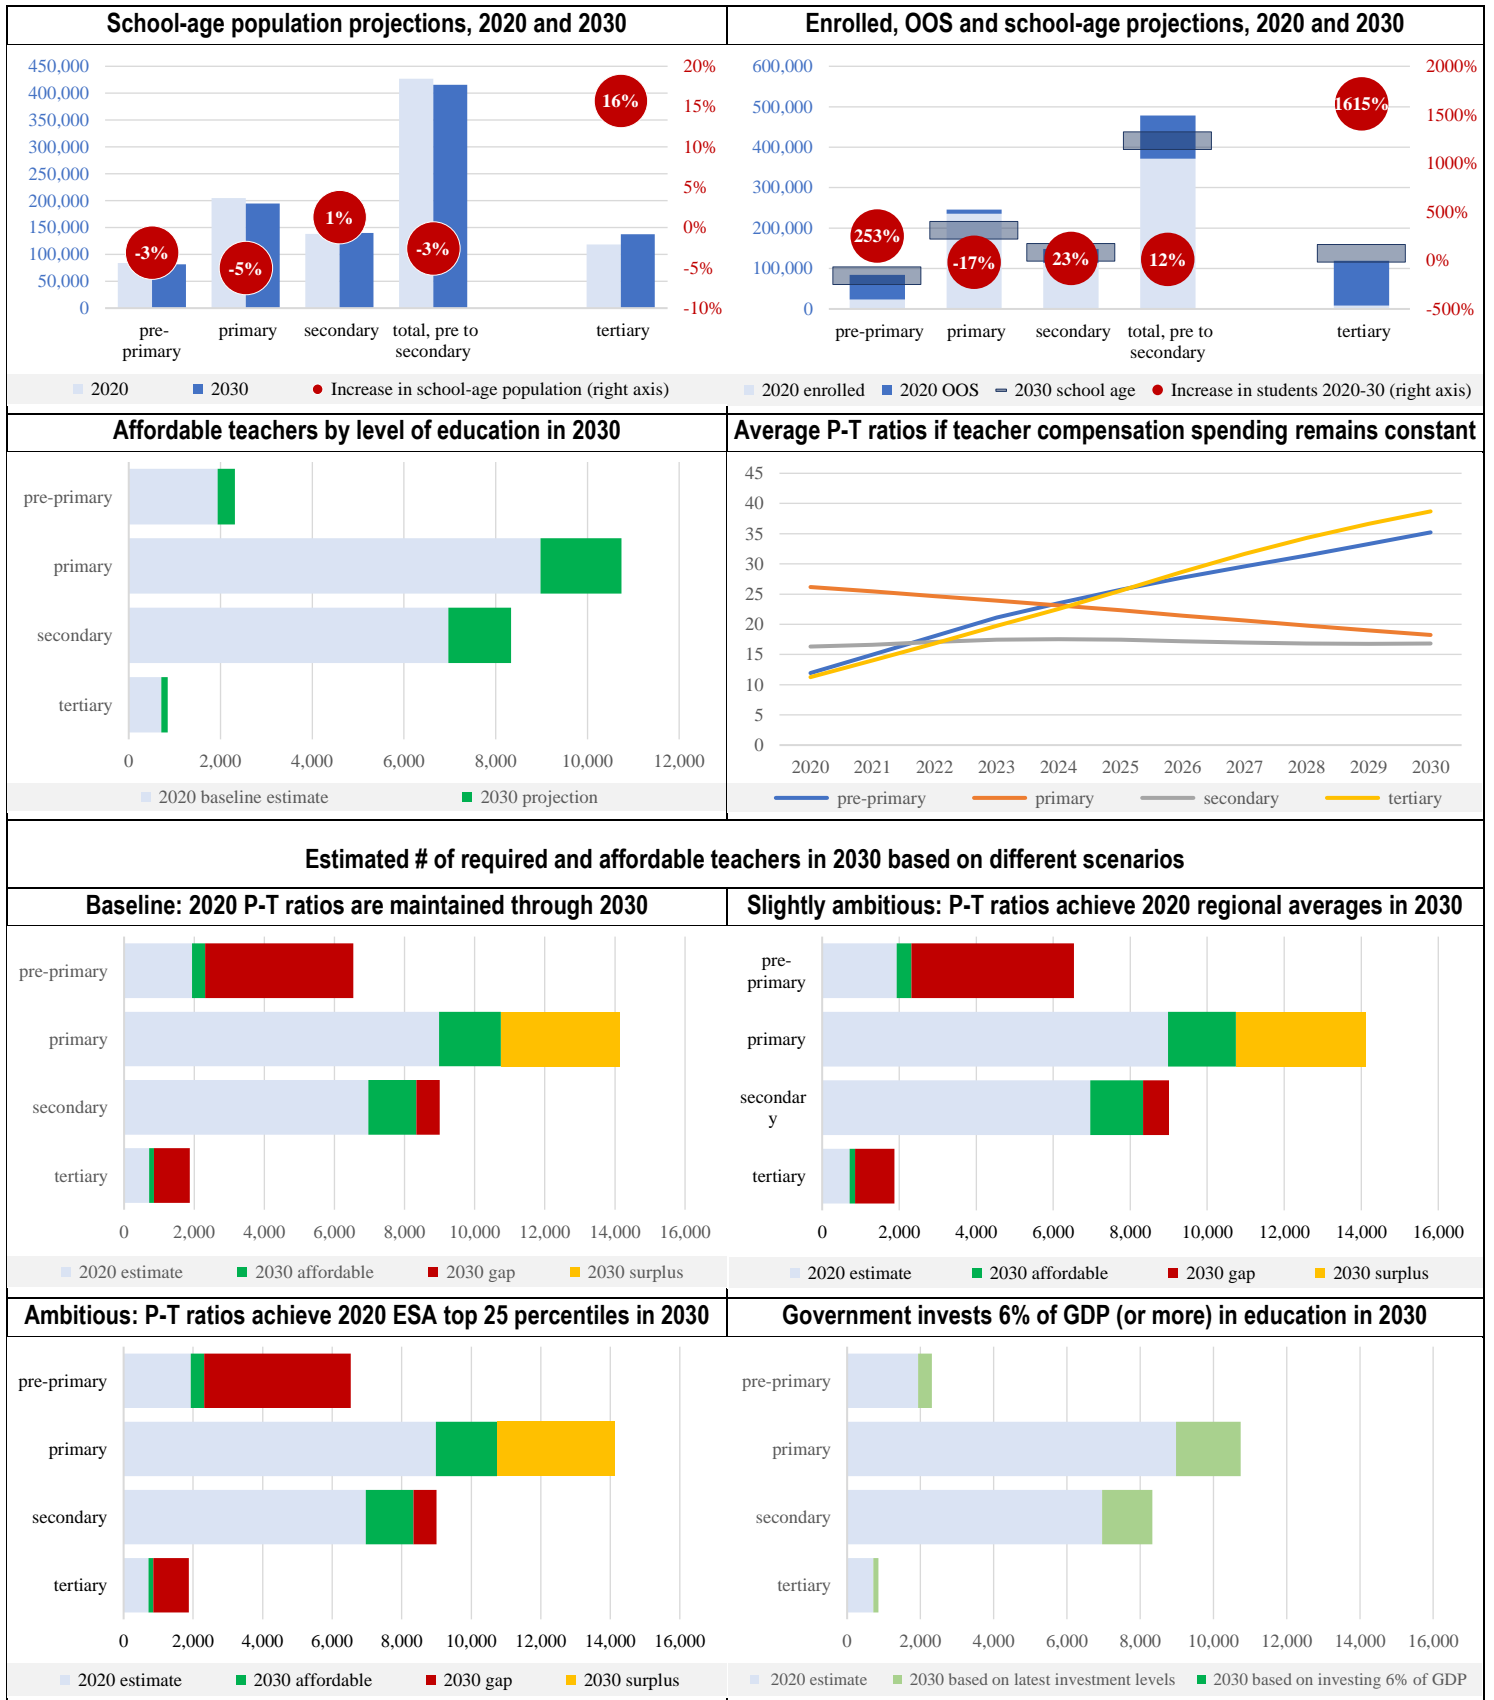 School-age population projections, 2020 and 2030
450,000
400,000
350,000
300,000
250,000
200,000
150,000
100,000
50,000
0
20%
15%
10%
5%
0%
-5%
-10%
-3%
-5%
1%
-3%
16%
pre-
primary
primary
secondary
total, pre to
secondary
tertiary
2020
2030
Increase in school-age population (right axis)
Enrolled, OOS and school-age projections, 2020 and 2030
600,000
500,000
400,000
300,000
200,000
100,000
0
2000%
1500%
1000%
500%
0%
-500%
253%
-17%
23%
12%
1615%
pre-primary
primary
secondary
total, pre to
secondary
tertiary
2020 enrolled
2020 OOS
2030 school age
Increase in students 2020-30 (right axis)
Affordable teachers by level of education in 2030
pre-primary
primary
secondary
tertiary
0
2,000
4,000
6,000
8,000
10,000
12,000
2020 baseline estimate
2030 projection
Average P-T ratios if teacher compensation spending remains constant
45
40
35
30
25
20
15
10
5
0
2020
2021
2022
2023
2024
2025
2026
2027
2028
2029
2030
pre-primary
primary
secondary
tertiary
Estimated # of required and affordable teachers in 2030 based on different scenarios
Baseline: 2020 P-T ratios are maintained through 2030
pre-primary
primary
secondary
tertiary
0
2,000
4,000
6,000
8,000
10,000
12,000
14,000
16,000
2020 estimate
2030 affordable
2030 gap
2030 surplus
Slightly ambitious: P-T ratios achieve 2020 regional averages in 2030
pre-
primary
primary
secondar
y
tertiary
0
2,000
4,000
6,000
8,000
10,000
12,000
14,000
16,000
2020 estimate
2030 affordable
2030 gap
2030 surplus
Ambitious: P-T ratios achieve 2020 ESA top 25 percentiles in 2030
pre-primary
primary
secondary
tertiary
0
2,000
4,000
6,000
8,000
10,000
12,000
14,000
16,000
2020 estimate
2030 affordable
2030 gap
2030 surplus
Government invests 6% of GDP (or more) in education in 2030
pre-primary
primary
secondary
tertiary
0
2,000
4,000
6,000
8,000
10,000
12,000
14,000
16,000
2020 estimate
2030 based on latest investment levels
2030 based on investing 6% of GDP